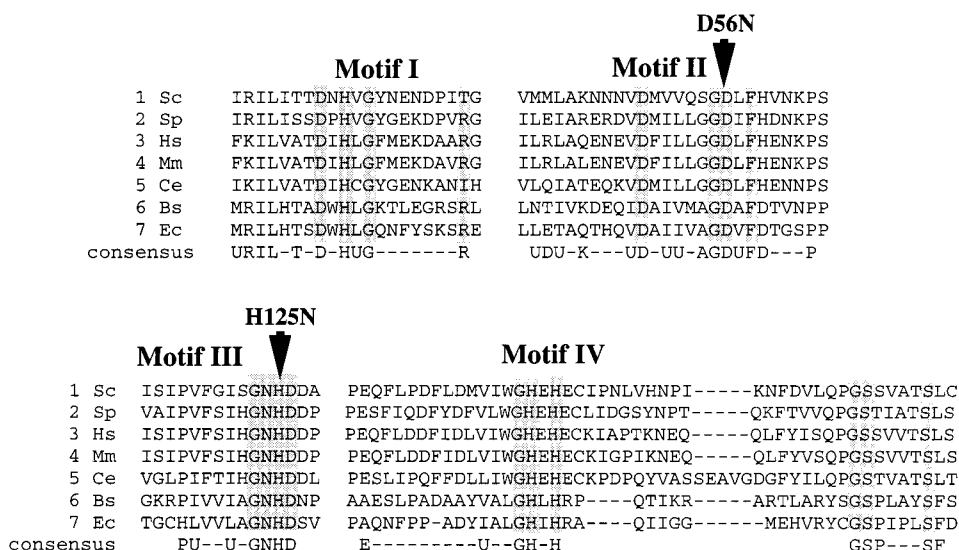 D56N
Motif I Motif II
1 Sc IRILITTDNHVGYNENDPITG VMMLAKNNNVDMVVQSGDLFHVNKPS
2 Sp IRILISSDPHVGYGEKDPVRG ILEIARERDVDMILLGGDIFHDNKPS
3 Hs FKILVATDIHLGFMEKDAARG ILRLAQENEVDFILLGGDLFHENKPS
4 Mm FKILVATDIHLGFMEKDAVRG ILRLALENEVDFILLGGDLFHENKPS
5 Ce IKILVATDIHCGYGENKANIH VLQIATEQKVDMILLGGDLFHENNPS
6 Bs MRILHTADWHLGKTLEGRSRL LLNTIVKDEQIDAIVMAGDAFDTVNPP
7 Ec MRILHTSDWHLGQNFYSKSRE LLETAQTHQVDAIIVAGDVFDTGSPP
consensus URIL-T-D-HUG-------R UDU-K---UD-UU-AGDUFD---P
H125N
Motif III Motif IV
1 Sc ISIPVFGISGNHDDA PEQFLPDFLDMVIWGHEHECIPNLVHNPI-----KNFDVLQPGSSVATSLC
2 Sp VAIPVFSIHGNHDDP PESFIQDFYDFVLWGHEHECLIDGSYNPT-----QKFTVVQPGSTIATSLS
3 Hs ISIPVFSIHGNHDDP PEQFLDDFIDLVIWGHEHECKIAPTKNEQ-----QLFYISQPGSSVVTSLS
4 Mm ISIPVFSIHGNHDDP PEQFLDDFIDLVIWGHEHECKIGPIKNEQ-----QLFYVSQPGSSVVTSLS
5 Ce VGLPIFTIHGNHDDL PESLIPQFFDLLIWGHEHECKPDPQYVASSEAVGDGFYILQPGSTVATSLT
6 Bs GKRPIVVIAGNHDNP AAESLPADAAYVALGHLHRP----QTIKR-----ARTLARYSGSPLAYSFS
7 Ec TGCHLVVLAGNHDSV PAQNFPP-ADYIALGHIHRA----QIIGG-----MEHVRYCGSPIPLSFD
consensus PU--U-GNHD E-------U--GH-H GSP---SF